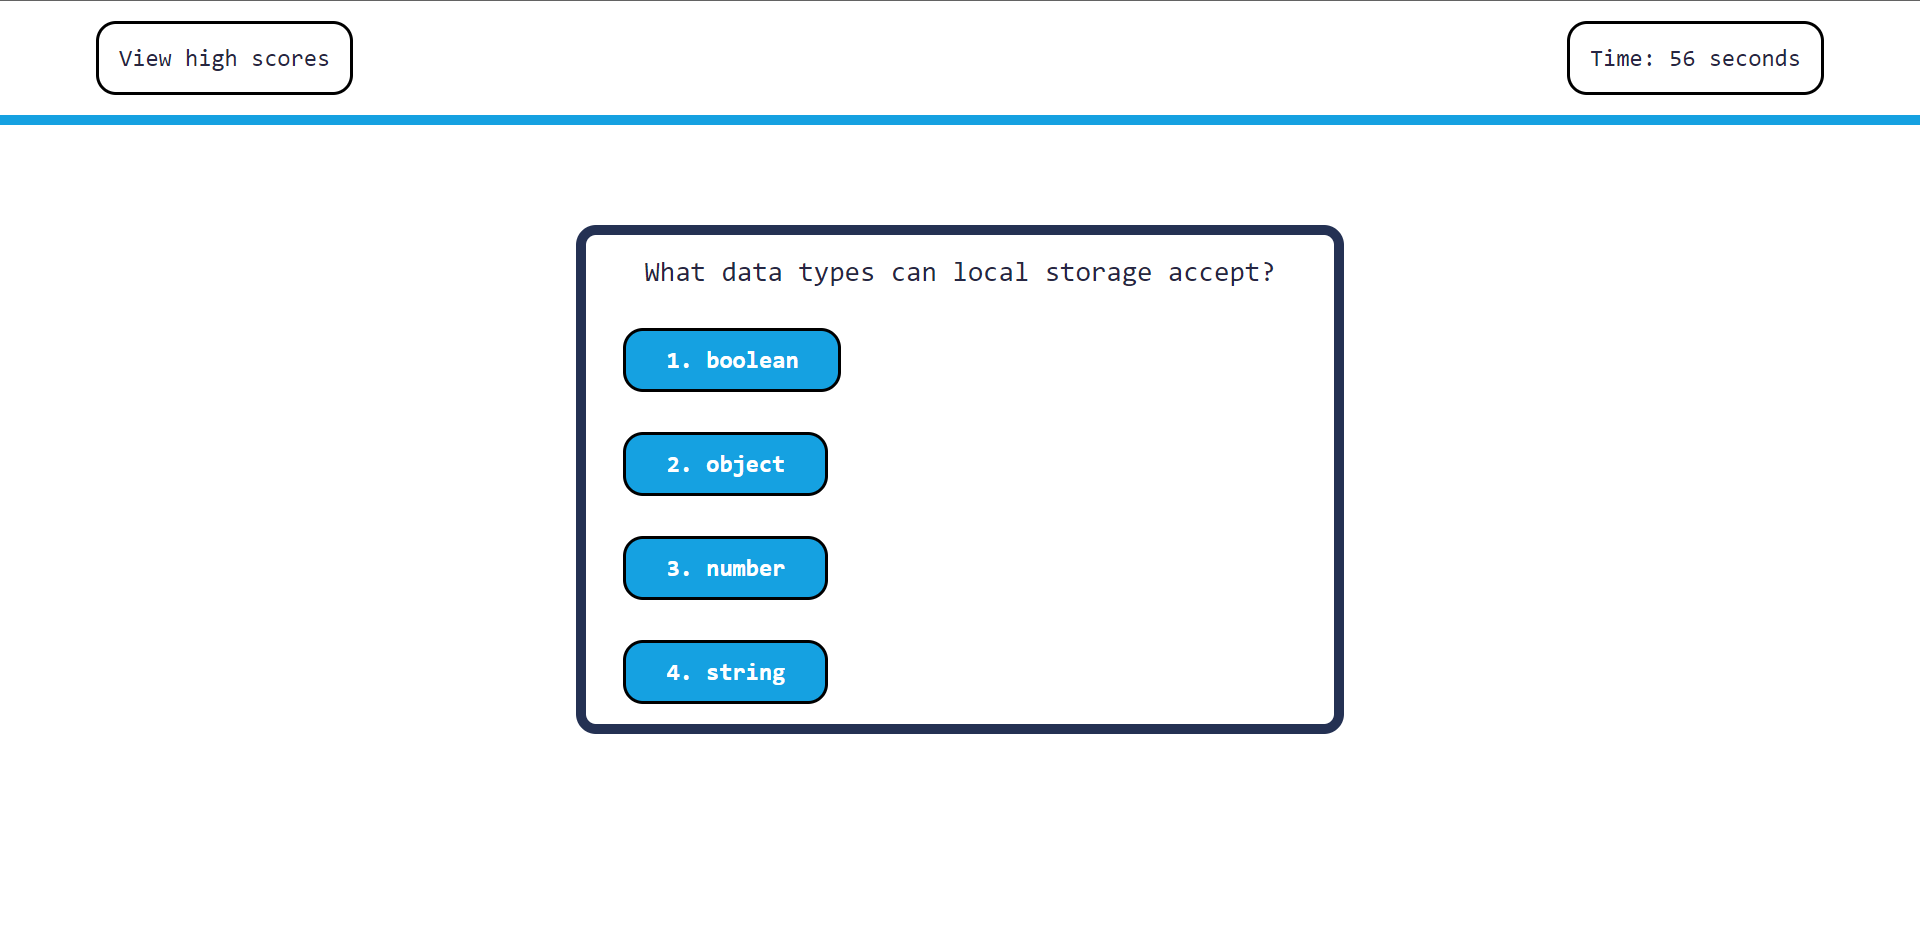 View high scores
Time: 56 seconds
What data types can local storage accept?
1. boolean
2. object
3. number
4. string